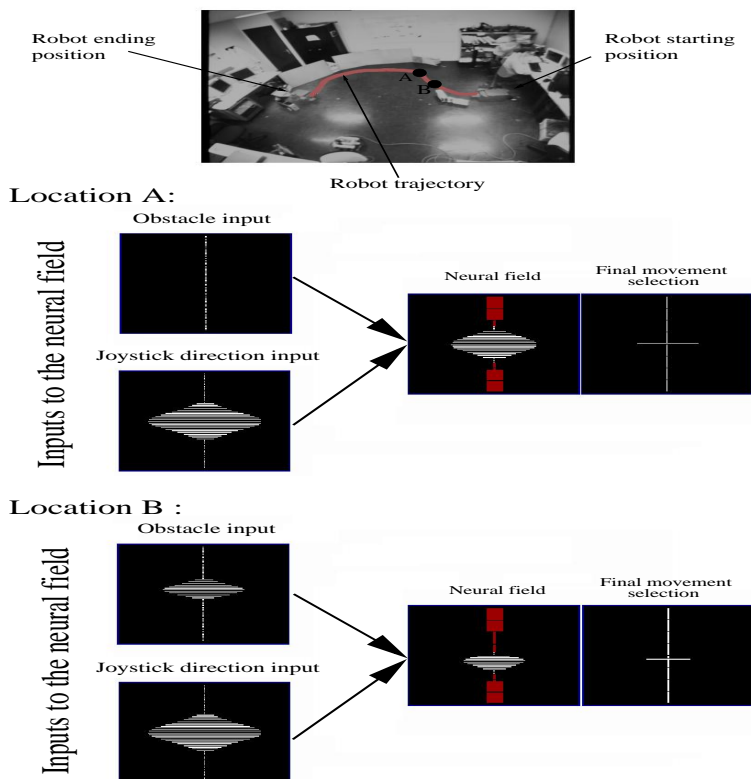 Robot ending
position
Robot starting
position
A
B
Robot trajectory
Location A:
Inputs to the neural field
Obstacle input
Joystick direction input
Neural field
Final movement
selection
Location B :
Inputs to the neural field
Obstacle input
Joystick direction input
Neural field
Final movement
selection